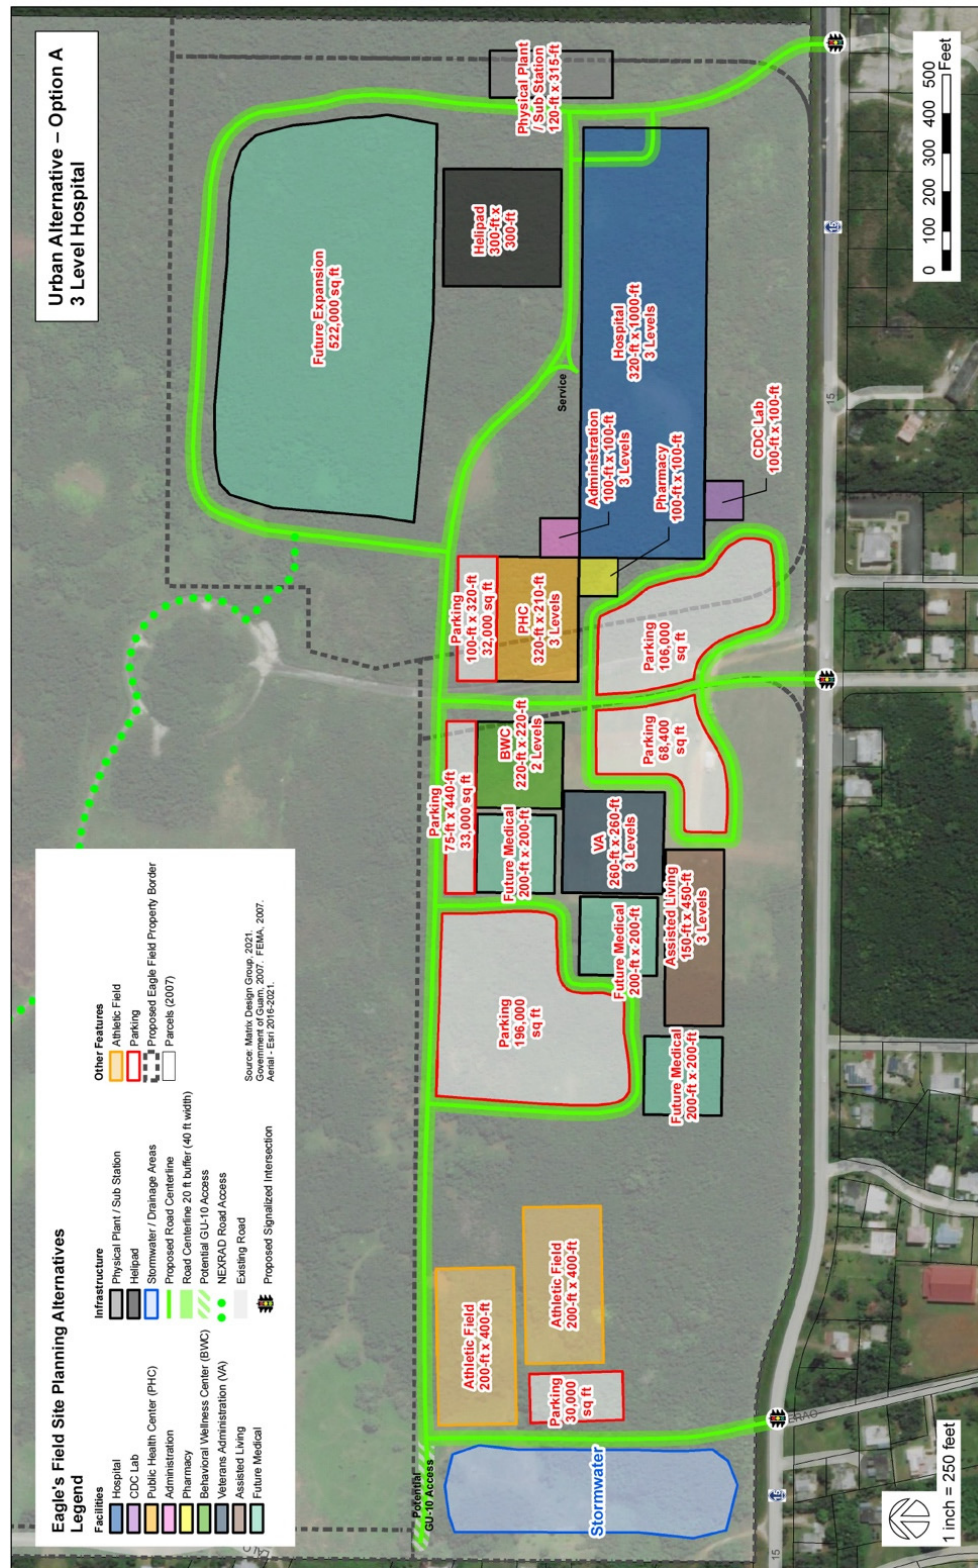 Urban Alternative – Option A
3 Level Hospital
Eagle's Field Site Planning Alternatives
Legend
Facilities
Hospital
CDC Lab
Public Health Center (PHC)
Administration
Pharmacy
Behavioral Wellness Center (BWC)
Veterans Administration (VA)
Assisted Living
Future Medical
Infrastructure
Physical Plant / Sub Station
Helipad
Stormwater / Drainage Areas
Proposed Road Centerline
Road Centerline 20 ft buffer (40 ft width)
Potential GU-10 Access
NEXRAD Road Access
Existing Road
Proposed Signalized Intersection
Other Features
Athletic Field
Parking
Proposed Eagle Field Property Border
Parcels (2007)
Source: Matrix Design Group, 2021.
Government of Guam, 2007. FEMA, 2007.
Aerial - Esri 2016-2021.
Future Expansion
522,000 sq ft
Physical Plant
/ Sub Station
120-ft x 315-ft
Helipad
300-ft x
300-ft
Service
Hospital
320-ft x 1000-ft
3 Levels
Administration
100-ft x 100-ft
3 Levels
Pharmacy
100-ft x 100-ft
CDC Lab
100-ft x 100-ft
Parking
100-ft x 320-ft
32,000 sq ft
PHC
320-ft x 210-ft
3 Levels
Parking
106,000
sq ft
Parking
75-ft x 440-ft
33,000 sq ft
BWC
220-ft x 220-ft
2 Levels
Parking
68,400
sq ft
Future Medical
200-ft x 200-ft
VA
260-ft x 260-ft
3 Levels
Future Medical
200-ft x 200-ft
Assisted Living
150-ft x 450-ft
3 Levels
Parking
196,000
sq ft
Future Medical
200-ft x 200-ft
Athletic Field
200-ft x 400-ft
Athletic Field
200-ft x 400-ft
Parking
30,000
sq ft
Potential
GU-10 Access
Stormwater
15
15
15
15
1 inch = 250 feet
0 100 200 300 400 500
Feet